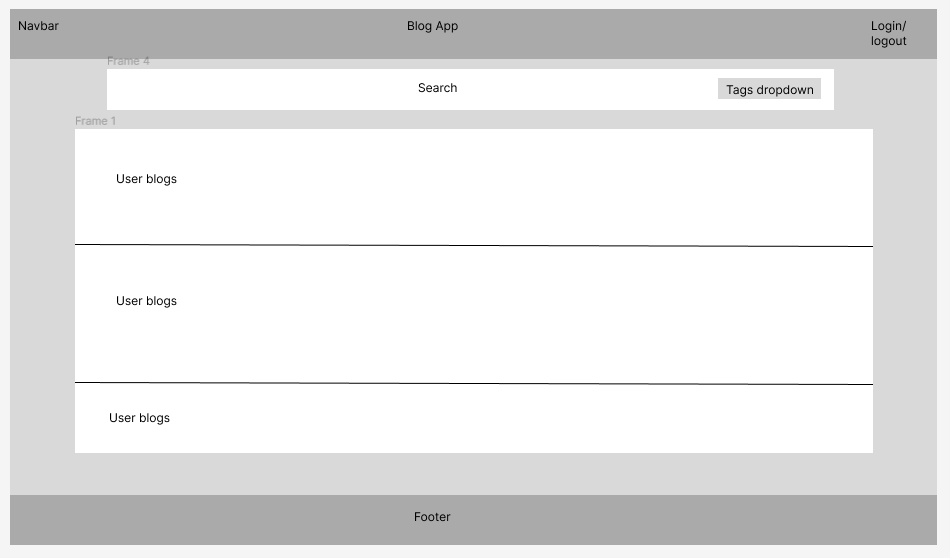 Navbar
Blog App
Login/
logout
Frame 4
Search
Tags dropdown
Frame 1
User blogs
User blogs
User blogs
Footer